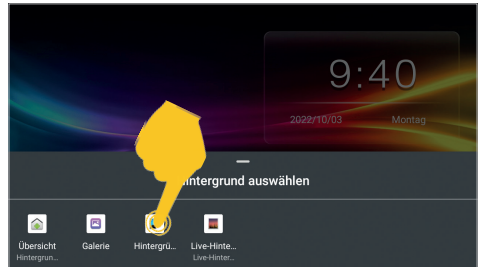 9:40
2022/10/03 Montag
intergrund auswählen
Übersicht Galerie Hintergrü... Live-Hinte...
Hintergrun... Live-Hinter...